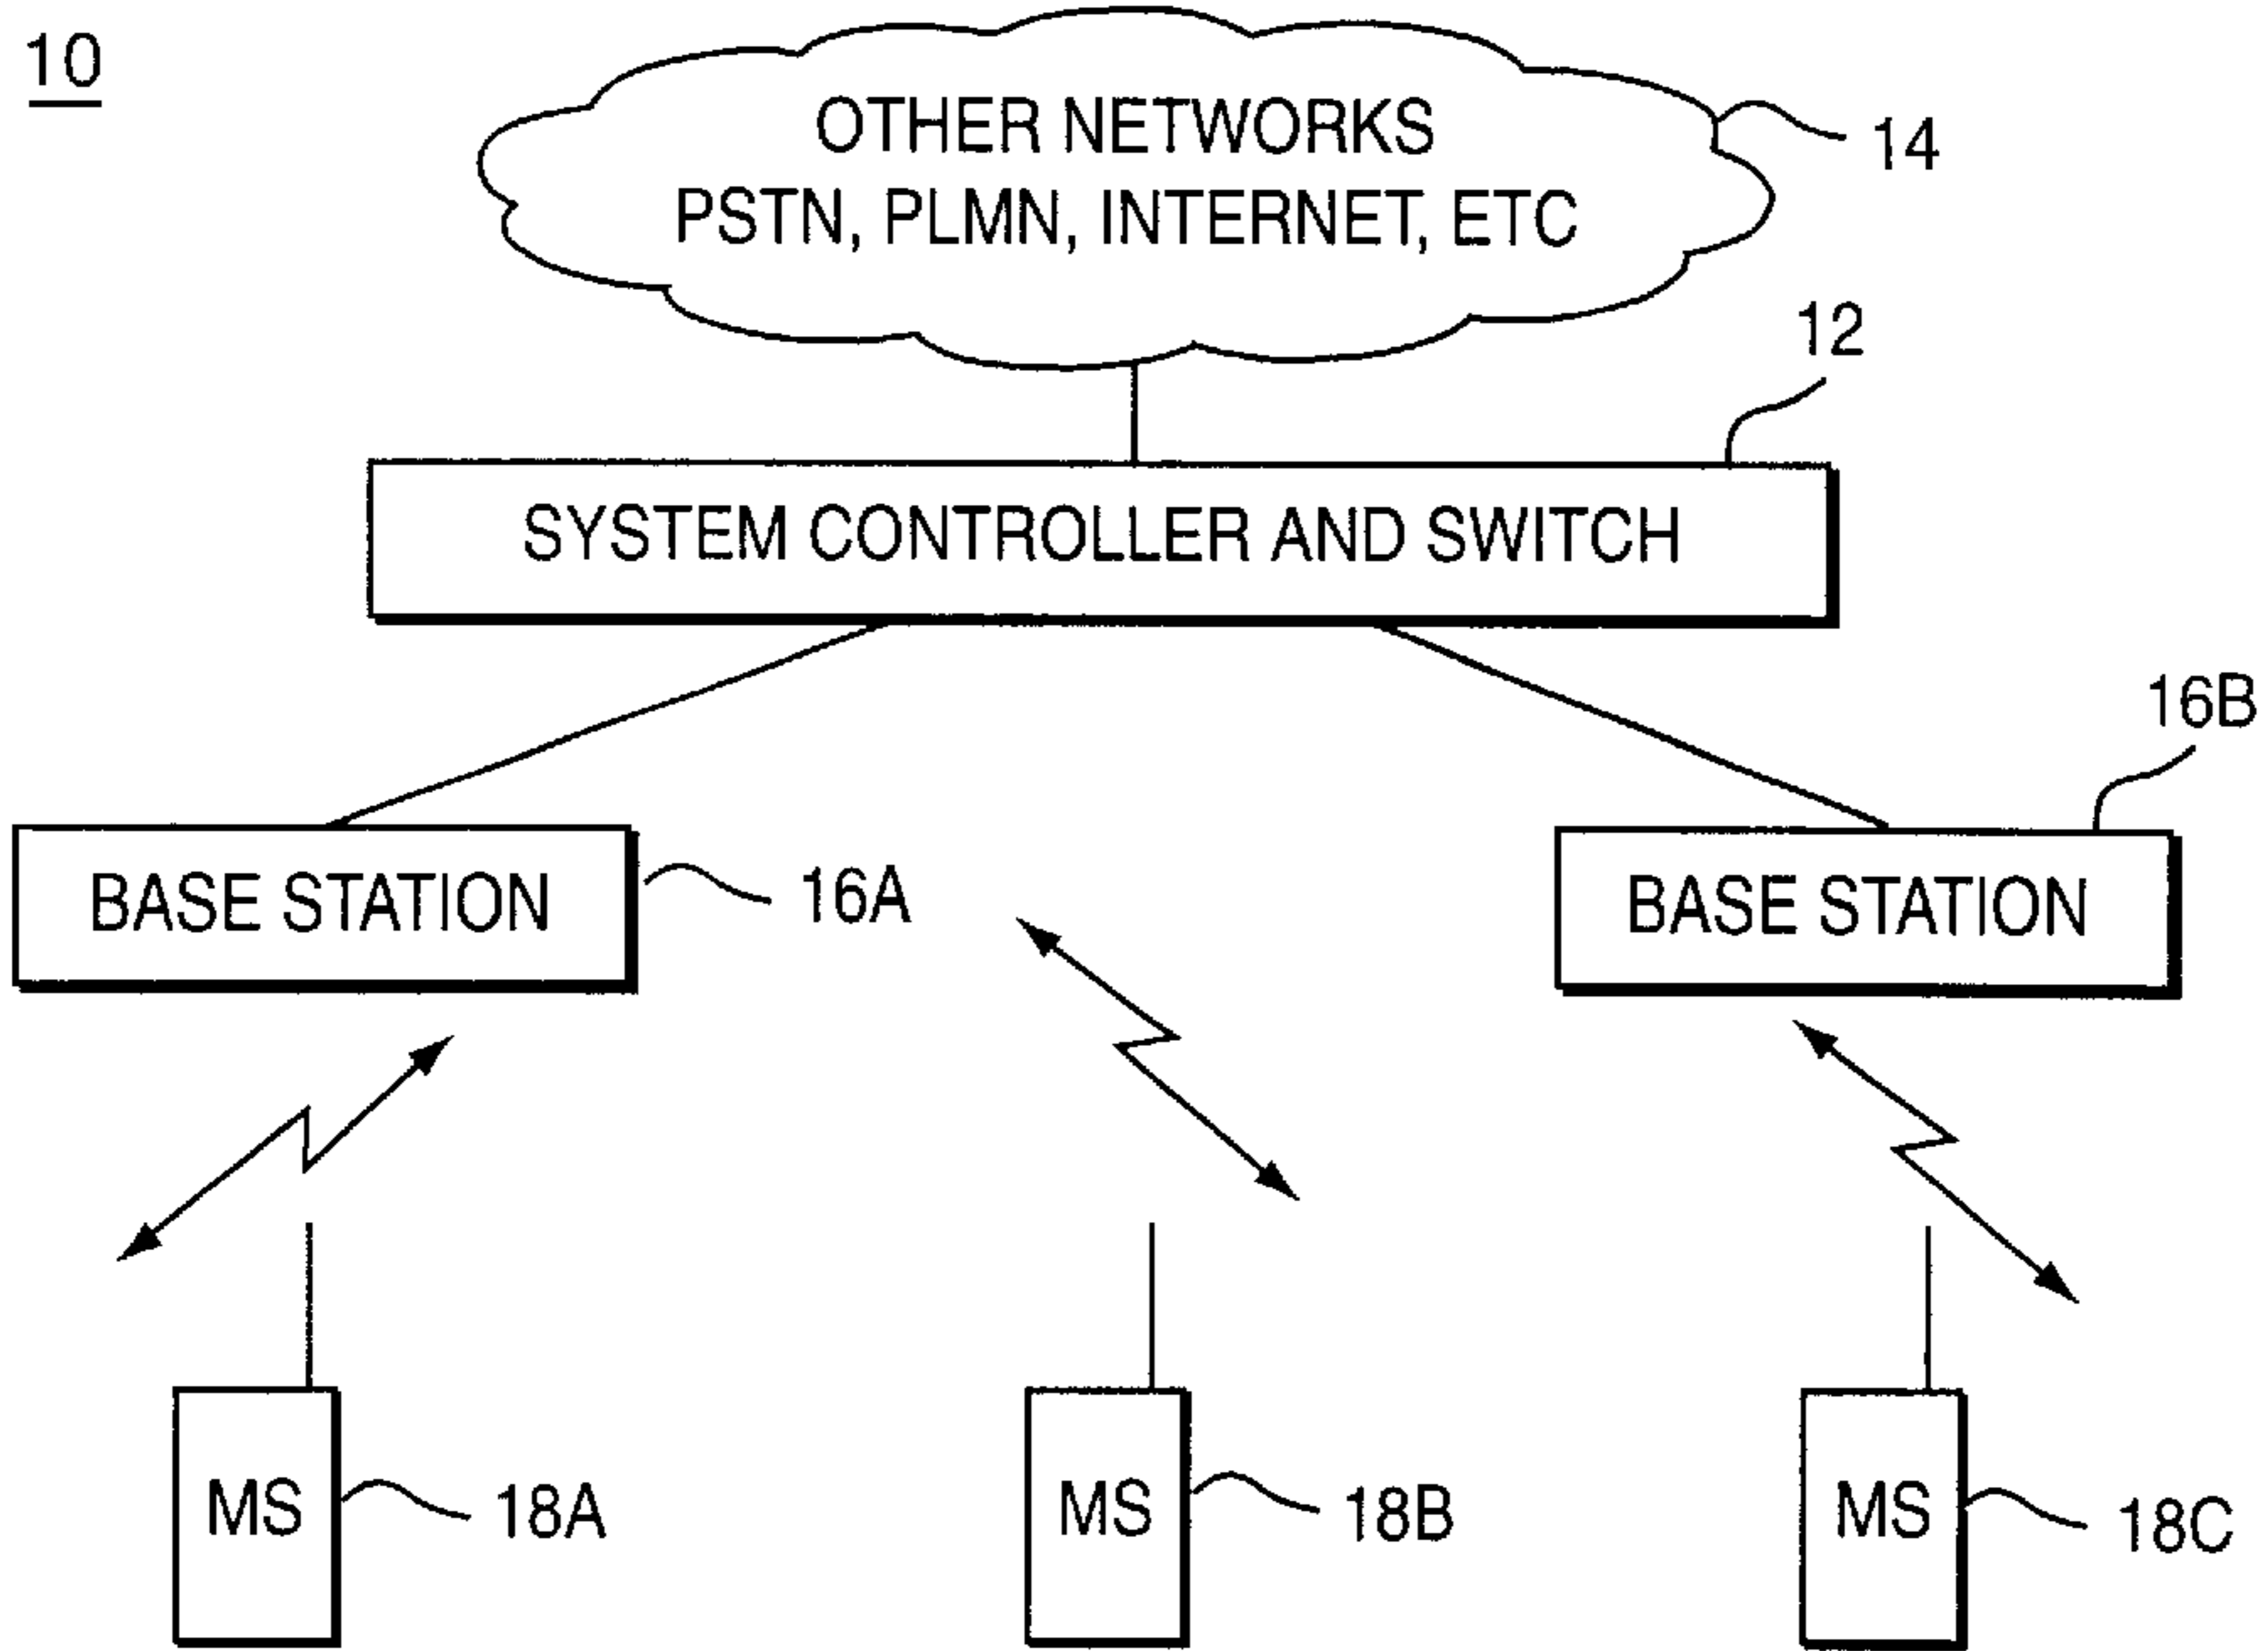 10
OTHER NETWORKS
PSTN, PLMN, INTERNET, ETC
14
12
SYSTEM CONTROLLER AND SWITCH
16B
BASE STATION
16A
BASE STATION
MS
18A
MS
18B
MS
18C